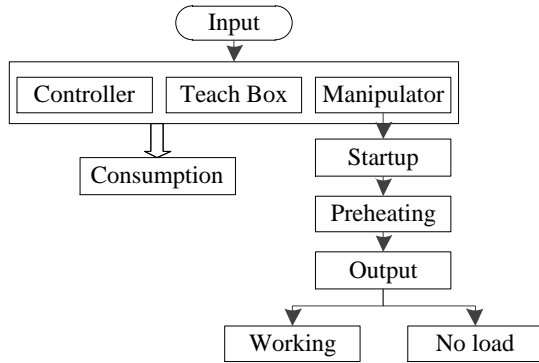 Input
Controller
Teach Box
Manipulator
Startup
Consumption
Preheating
Output
Working
No load